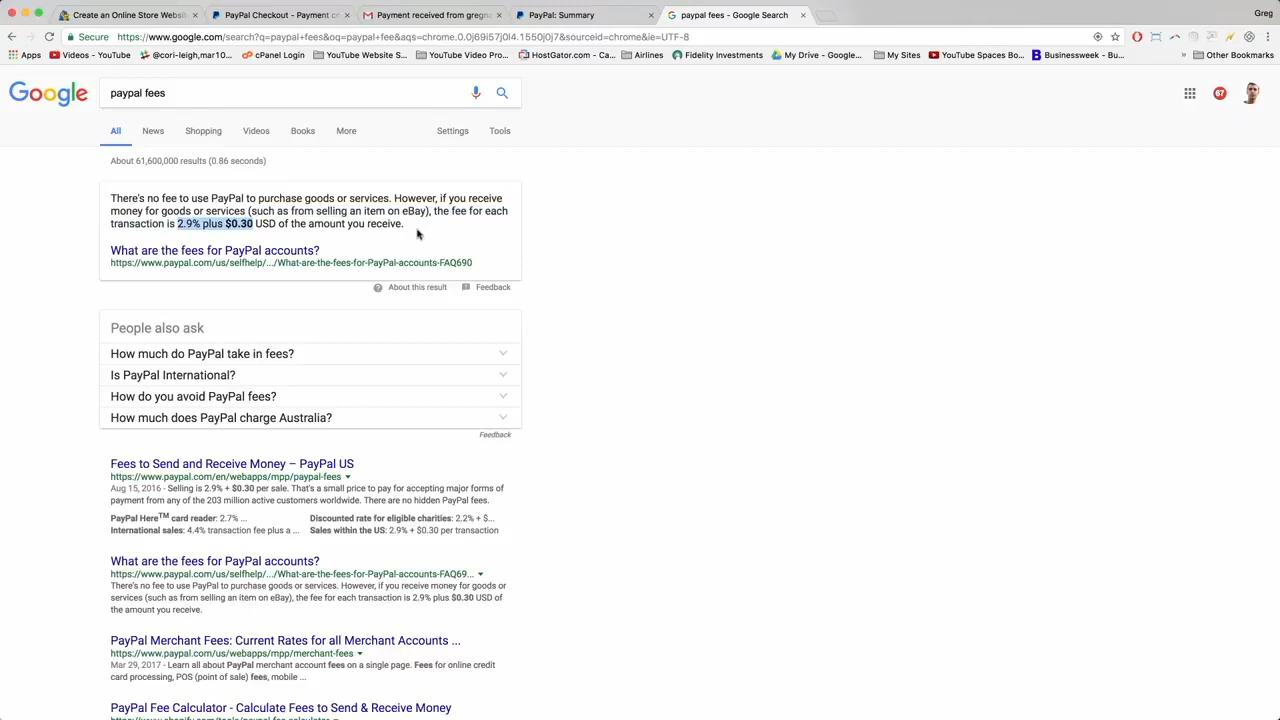 Create an Online Store Websit
PayPal Checkout - Payment c
Payment received from gregna
PayPal: Summary
paypal fees - Google Search
Greg
Secure
https://www.google.com/search?q=paypal+fees&oq=paypal+fee&aqs=chrome.0.0j69i57j0l4.1550j0j7&sourceid=chrome&ie=UTF-8
Apps
Videos - YouTube
@cori-leigh,mar10...
cPanel Login
YouTube Website S...
YouTube Video Pro...
HostGator.com - Ca...
Airlines
Fidelity Investments
My Drive - Google...
My Sites
YouTube Spaces Bo...
Businessweek - Bu...
»
Other Bookmarks
Google
paypal fees
67
All
News
Shopping
Videos
Books
More
Settings
Tools
About 61,600,000 results (0.86 seconds)
There's no fee to use PayPal to purchase goods or services. However, if you receive
money for goods or services (such as from selling an item on eBay), the fee for each
transaction is 2.9% plus $0.30 USD of the amount you receive.
What are the fees for PayPal accounts?
https://www.paypal.com/us/selfhelp/.../What-are-the-fees-for-PayPal-accounts-FAQ690
About this result
Feedback
People also ask
How much do PayPal take in fees?
Is PayPal International?
How do you avoid PayPal fees?
How much does PayPal charge Australia?
Feedback
Fees to Send and Receive Money – PayPal US
https://www.paypal.com/en/webapps/mpp/paypal-fees
Aug 15, 2016 - Selling is 2.9% + $0.30 per sale. That's a small price to pay for accepting major forms of
payment from any of the 203 million active customers worldwide. There are no hidden PayPal fees.
PayPal Here™ card reader: 2.7% ...
Discounted rate for eligible charities: 2.2% + $...
International sales: 4.4% transaction fee plus a ...
Sales within the US: 2.9% + $0.30 per transaction
What are the fees for PayPal accounts?
https://www.paypal.com/us/selfhelp/.../What-are-the-fees-for-PayPal-accounts-FAQ69...
There's no fee to use PayPal to purchase goods or services. However, if you receive money for goods or
services (such as from selling an item on eBay), the fee for each transaction is 2.9% plus $0.30 USD of
the amount you receive.
PayPal Merchant Fees: Current Rates for all Merchant Accounts ...
https://www.paypal.com/us/webapps/mpp/merchant-fees
Mar 29, 2017 - Learn all about PayPal merchant account fees on a single page. Fees for online credit
card processing, POS (point of sale) fees, mobile ...
PayPal Fee Calculator - Calculate Fees to Send & Receive Money